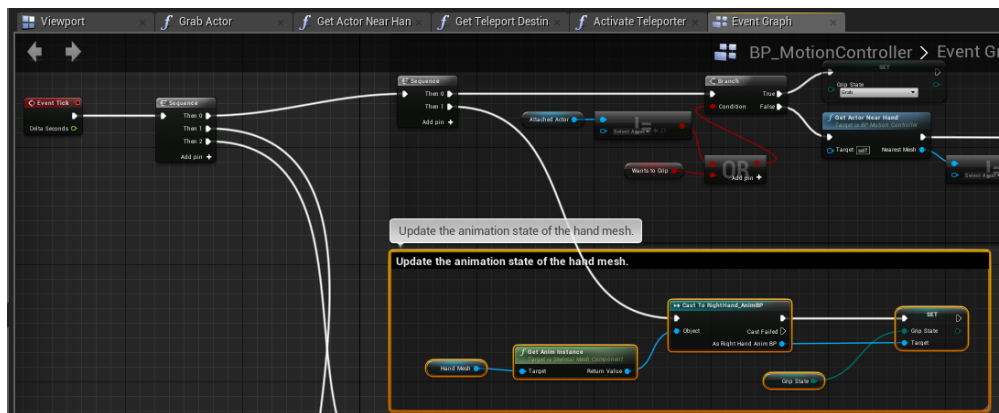 Viewport
Grab Actor
Get Actor Near Han
Get Teleport Destin
Activate Teleporter
Event Graph
BP_MotionController > Event Gr
Event Tick
Delta Seconds
Sequence
Then 0
Then 1
Then 2
Add pin +
Sequence
Then 0
Then 1
Add pin +
Attached Actor
!=
Select Asset
Wants to Grip
OR
Add pin +
Branch
Condition
True
False
SET
Grip State
Grab
Get Actor Near Hand
Target is BP Motion Controller
Target self
Nearest Mesh
!=
Select Asset
Update the animation state of the hand mesh.
Update the animation state of the hand mesh.
Hand Mesh
Get Anim Instance
Target is Skeletal Mesh Component
Target
Return Value
Cast To RightHand_AnimBP
Object
Cast Failed
As Right Hand Anim BP
Grip State
SET
Grip State
Target